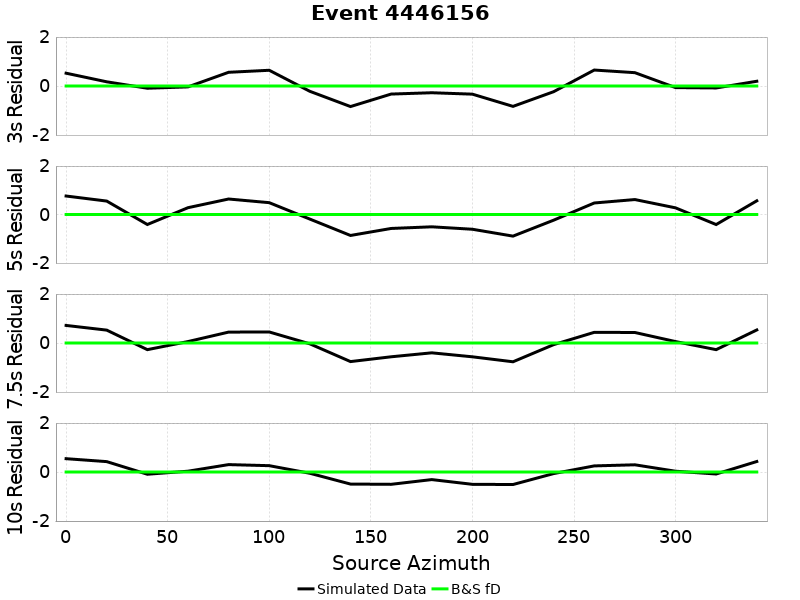 Event 4446156
3s Residual
2
0
-2
5s Residual
2
0
-2
7.5s Residual
2
0
-2
10s Residual
2
0
-2
0 50 100 150 200 250 300
Source Azimuth
Simulated Data B&S fD